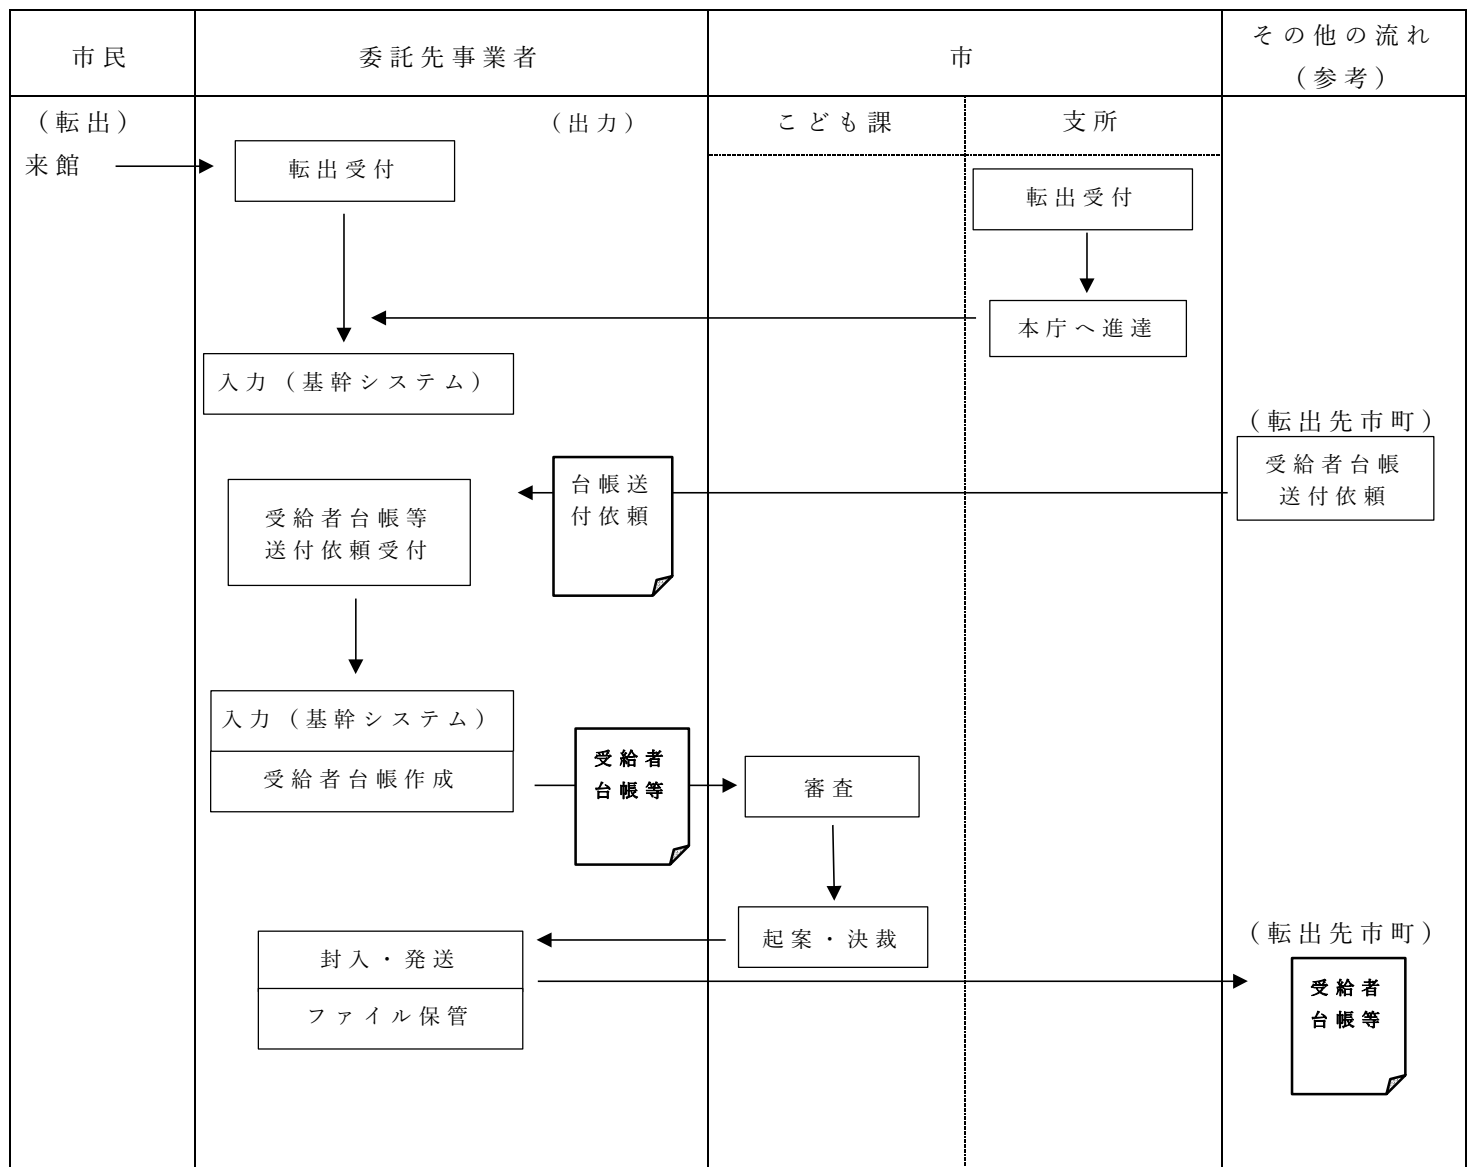 市民
委託先事業者
市
その他の流れ
(参考)
(転出)
(出力)
こども課
支所
来館
転出受付
転出受付
本庁へ進達
入力(基幹システム)
(転出先市町)
受給者台帳
送付依頼
台帳送
付依頼
受給者台帳等
送付依頼受付
入力(基幹システム)
受給者台帳作成
受給者
台帳等
審査
起案・決裁
(転出先市町)
封入・発送
ファイル保管
受給者
台帳等